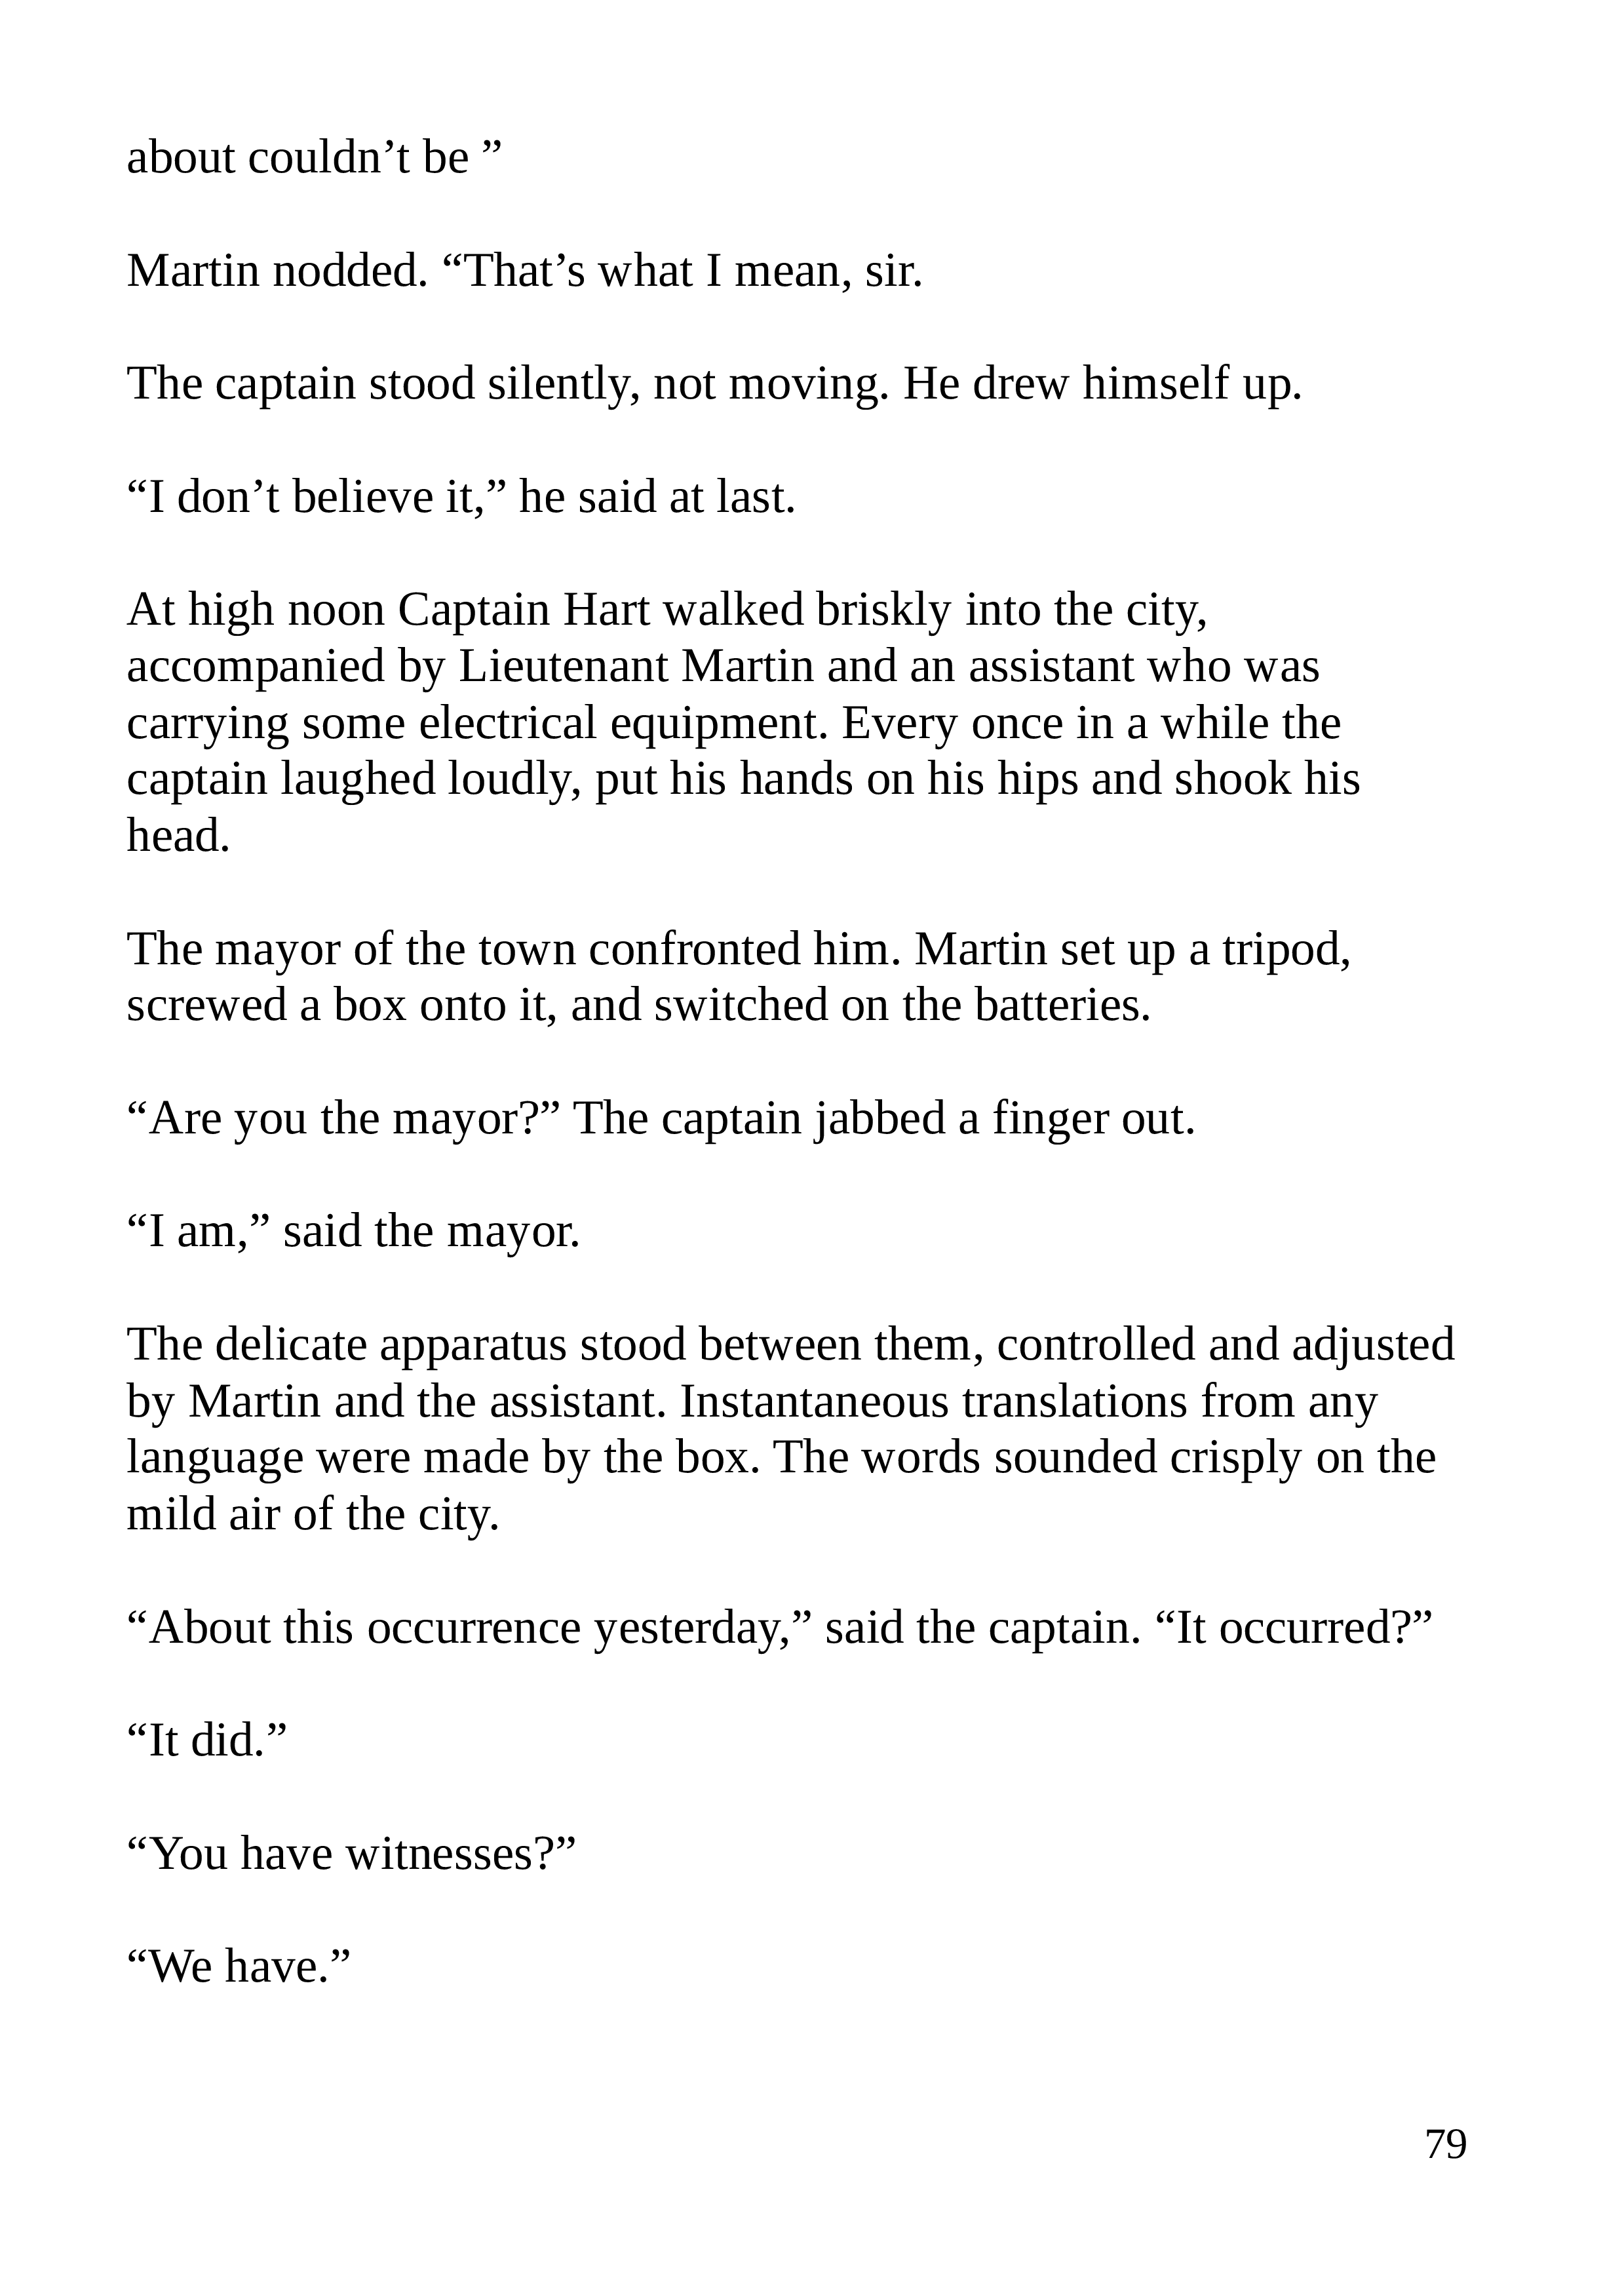 about couldn’t be ”
Martin nodded. “That’s what I mean, sir.
The captain stood silently, not moving. He drew himself up.
“I don’t believe it,” he said at last.
At high noon Captain Hart walked briskly into the city,
accompanied by Lieutenant Martin and an assistant who was
carrying some electrical equipment. Every once in a while the
captain laughed loudly, put his hands on his hips and shook his
head.
The mayor of the town confronted him. Martin set up a tripod,
screwed a box onto it, and switched on the batteries.
“Are you the mayor?” The captain jabbed a finger out.
“I am,” said the mayor.
The delicate apparatus stood between them, controlled and adjusted
by Martin and the assistant. Instantaneous translations from any
language were made by the box. The words sounded crisply on the
mild air of the city.
“About this occurrence yesterday,” said the captain. “It occurred?”
“It did.”
“You have witnesses?”
“We have.”
79